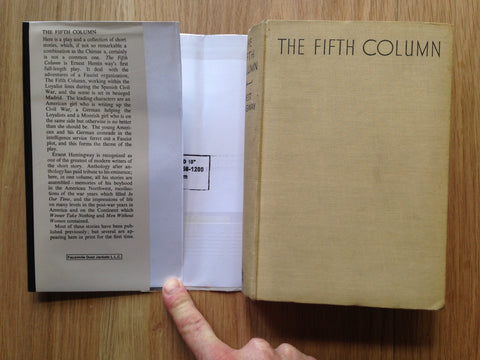 THE FIFTH COLUMN
Here is a play and a collection of short
stories, which, if not so remarkable a
combination as the Chimæra, certainly
is not a common one. The Fifth
Column is Ernest Hemingway's first
full-length play. It deals with the
adventures of a Fascist organization,
The Fifth Column, working within the
Loyalist lines during the Spanish Civil
War, and the scene is set in besieged
Madrid. The leading characters are an
American girl who is writing up the
Civil War, a German helping the
Loyalists and a Moorish girl who is on
the same side but otherwise is no better
than she should be. The young Ameri-
can and his German comrade in the
intelligence service ferret out a Fascist
plot, and this forms the theme of the
play.
Ernest Hemingway is recognized as
one of the greatest of modern writers of
the short story. Anthology after an-
thology has paid tribute to his eminence;
here, in one volume, all his stories are
assembled—memories of his boyhood
in the American Northwest, recollec-
tions of the war years which filled In
Our Time, and the impressions of life
on many levels in the post-war years in
America and on the Continent which
Winner Take Nothing and Men Without
Women contained.
Most of these stories have been pub-
lished previously; but several are ap-
pearing here in print for the first time.
Facsimile Dust Jackets L.L.C.
D 10"
-1200
THE FIFTH COLUMN